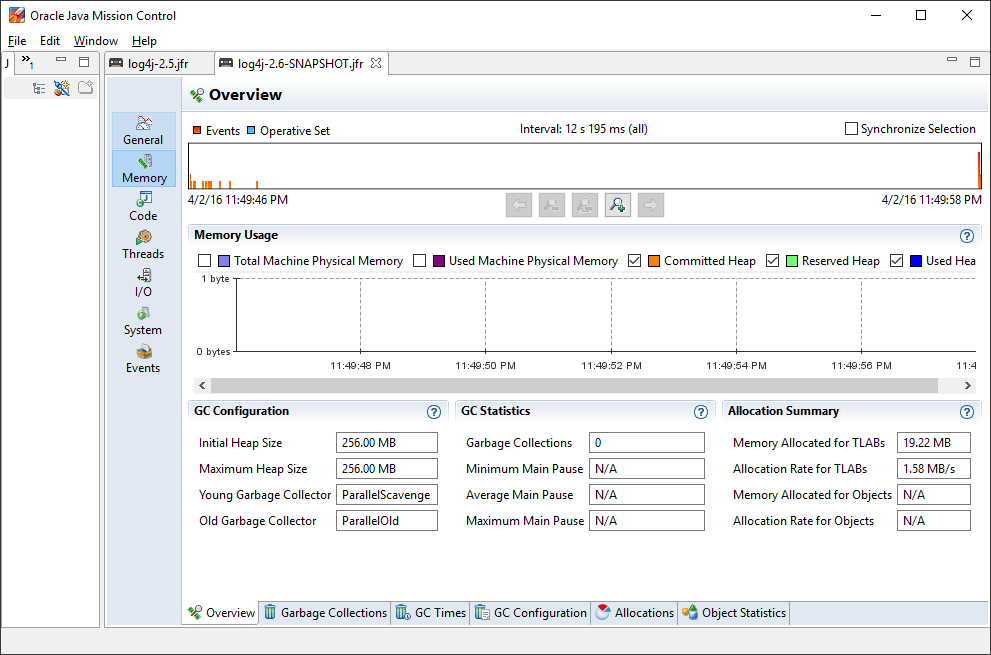 Oracle Java Mission Control
File Edit Window Help
J »1 log4j-2.5.jfr log4j-2.6-SNAPSHOT.jfr
Overview
Events Operative Set Interval: 12 s 195 ms (all) Synchronize Selection
4/2/16 11:49:46 PM 4/2/16 11:49:58 PM
General
Memory
Code
Threads
I/O
System
Events
Memory Usage
Total Machine Physical Memory Used Machine Physical Memory Committed Heap Reserved Heap Used Hea
1 byte
0 bytes
11:49:48 PM 11:49:50 PM 11:49:52 PM 11:49:54 PM 11:49:56 PM 11:4
GC Configuration
Initial Heap Size 256.00 MB
Maximum Heap Size 256.00 MB
Young Garbage Collector ParallelScavenge
Old Garbage Collector ParallelOld
GC Statistics
Garbage Collections 0
Minimum Main Pause N/A
Average Main Pause N/A
Maximum Main Pause N/A
Allocation Summary
Memory Allocated for TLABs 19.22 MB
Allocation Rate for TLABs 1.58 MB/s
Memory Allocated for Objects N/A
Allocation Rate for Objects N/A
Overview Garbage Collections GC Times GC Configuration Allocations Object Statistics